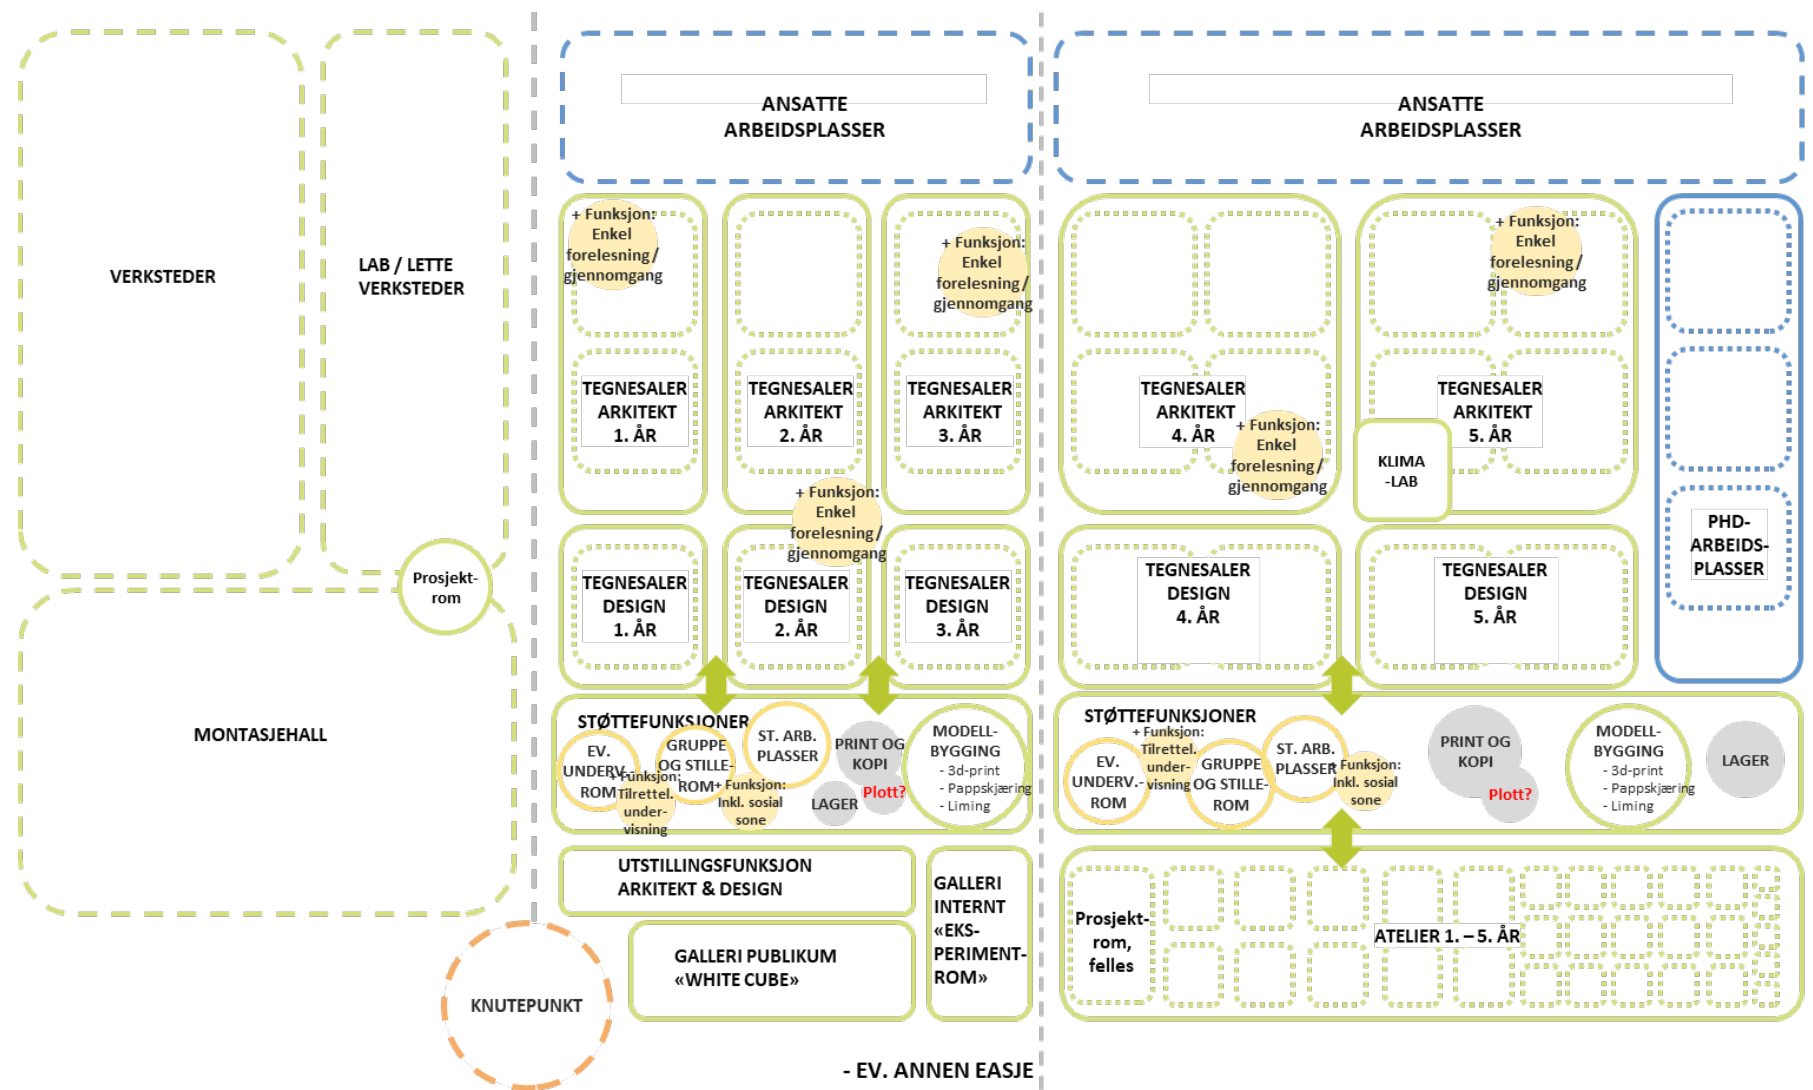 VERKSTEDER
LAB / LETTE
VERKSTEDER
Prosjekt-
rom
MONTASJEHALL
KNUTEPUNKT
ANSATTE
ARBEIDSPLASSER
+ Funksjon:
Enkel
forelesning/
gjennomgang
+ Funksjon:
Enkel
forelesning/
gjennomgang
TEGNESALER
ARKITEKT
1. ÅR
TEGNESALER
ARKITEKT
2. ÅR
TEGNESALER
ARKITEKT
3. ÅR
+ Funksjon:
Enkel
forelesning/
gjennomgang
TEGNESALER
DESIGN
1. ÅR
TEGNESALER
DESIGN
2. ÅR
TEGNESALER
DESIGN
3. ÅR
STØTTEFUNKSJONER
EV.
UNDERV.-
ROM
+ Funksjon:
Tilrettel.
under-
visning
GRUPPE
OG STILLE-
ROM
+ Funksjon:
Inkl. sosial
sone
ST. ARB.
PLASSER
PRINT OG
KOPI
Plott?
LAGER
MODELL-
BYGGING
- 3d-print
- Pappskjæring
- Liming
UTSTILLINGSFUNKSJON
ARKITEKT & DESIGN
GALLERI PUBLIKUM
«WHITE CUBE»
GALLERI
INTERNT
«EKS-
PERIMENT-
ROM»
- EV. ANNEN EASJE
ANSATTE
ARBEIDSPLASSER
+ Funksjon:
Enkel
forelesning/
gjennomgang
TEGNESALER
ARKITEKT
4. ÅR
+ Funksjon:
Enkel
forelesning/
gjennomgang
TEGNESALER
ARKITEKT
5. ÅR
KLIMA
-LAB
PHD-
ARBEIDS-
PLASSER
TEGNESALER
DESIGN
4. ÅR
TEGNESALER
DESIGN
5. ÅR
STØTTEFUNKSJONER
EV.
UNDERV.-
ROM
+ Funksjon:
Tilrettel.
under-
visning
GRUPPE
OG STILLE-
ROM
ST. ARB.
PLASSER
+ Funksjon:
Inkl. sosial
sone
PRINT OG
KOPI
Plott?
MODELL-
BYGGING
- 3d-print
- Pappskjæring
- Liming
LAGER
Prosjekt-
rom,
felles
ATELIER 1. – 5. ÅR